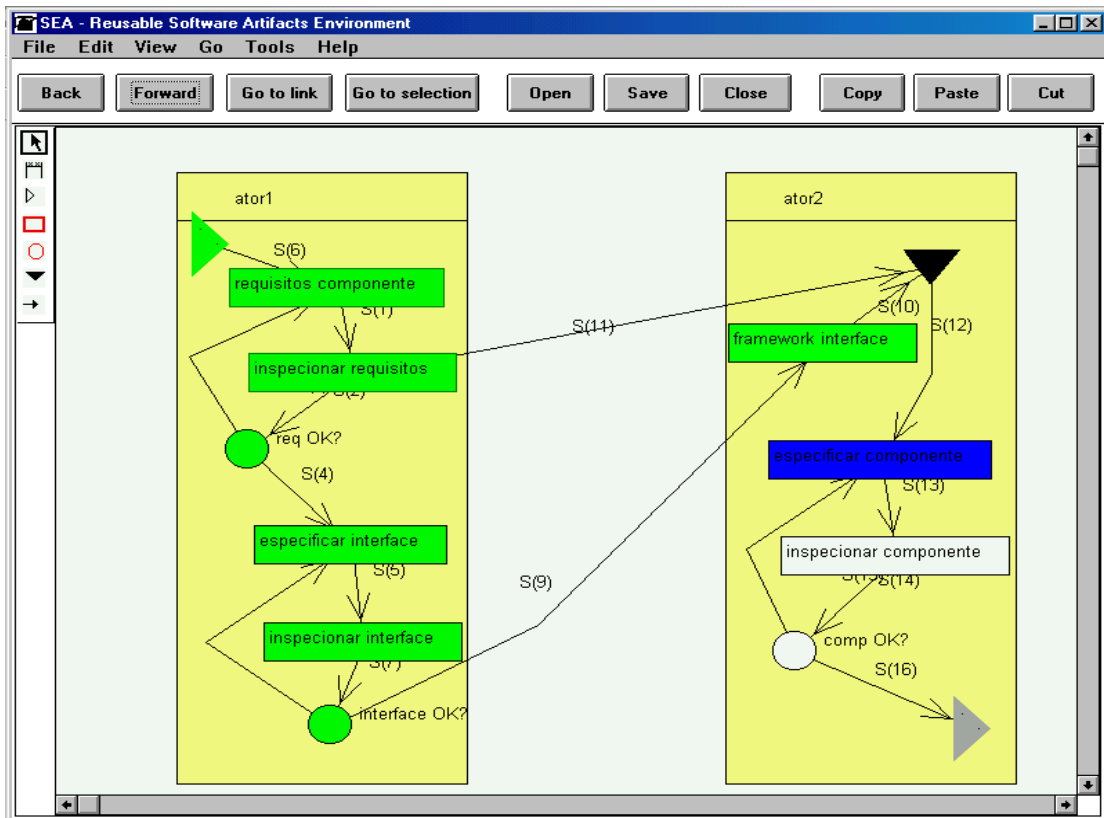 SEA - Reusable Software Artifacts Environment
File Edit View Go Tools Help
Back Forward Go to link Go to selection Open Save Close Copy Paste Cut
ator1
ator2
S(6)
requisitos componente
S(1)
S(10)
S(11)
S(12)
framework interface
inspecionar requisitos
S(2)
req OK?
especificar componente
S(4)
S(13)
especificar interface
inspecionar componente
S(5)
S(9)
S(14)
inspecionar interface
comp OK?
S(7)
S(16)
interface OK?